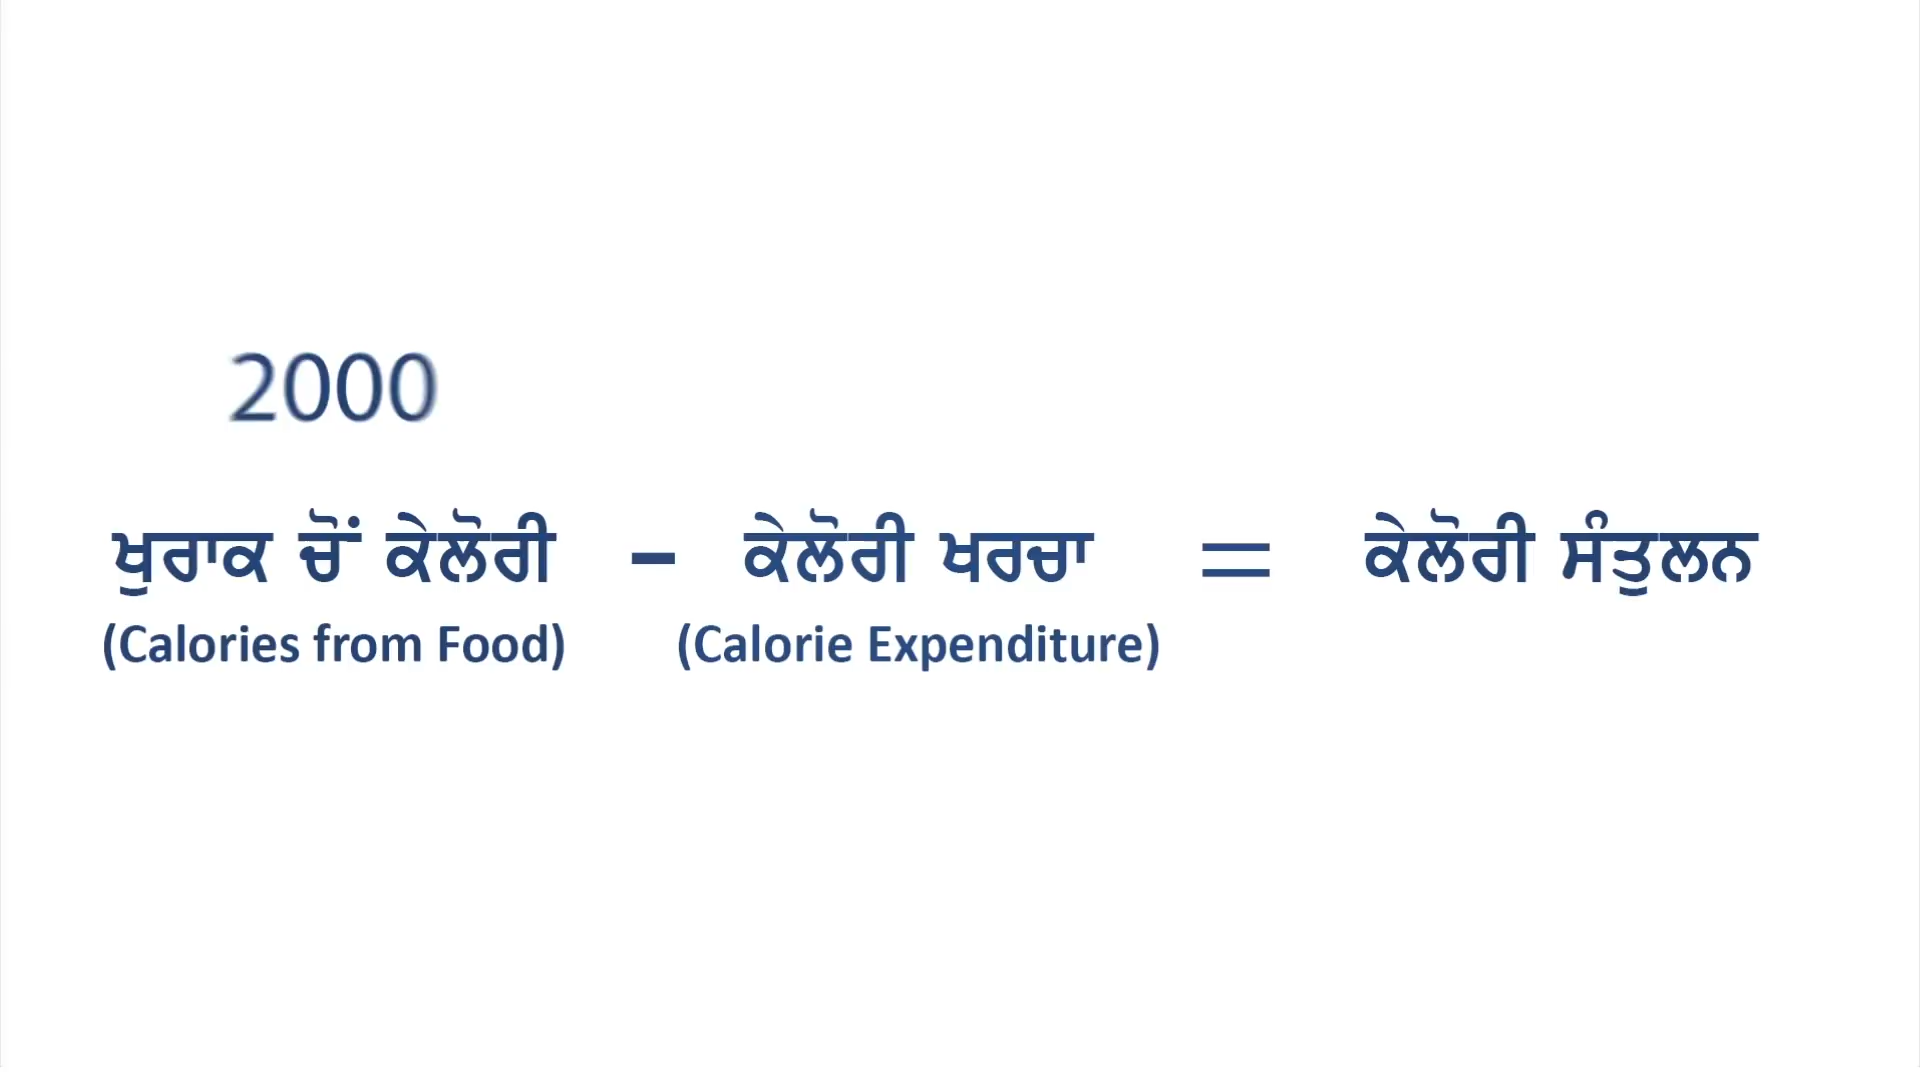 2000
ਖੁਰਾਕ ਚੋਂ ਕੇਲੋਰੀ – ਕੇਲੋਰੀ ਖਰਚਾ = ਕੇਲੋਰੀ ਸੰਤੁਲਨ
(Calories from Food) (Calorie Expenditure)